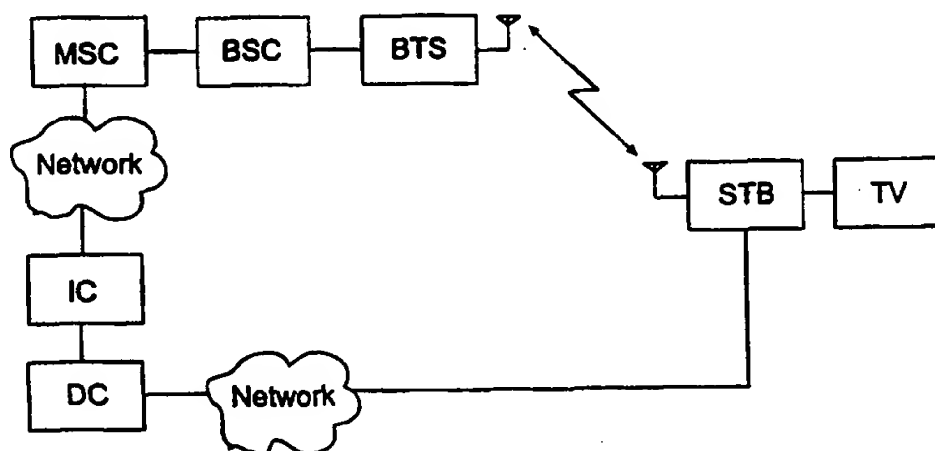 MSC
BSC
BTS
Network
STB
TV
IC
DC
Network